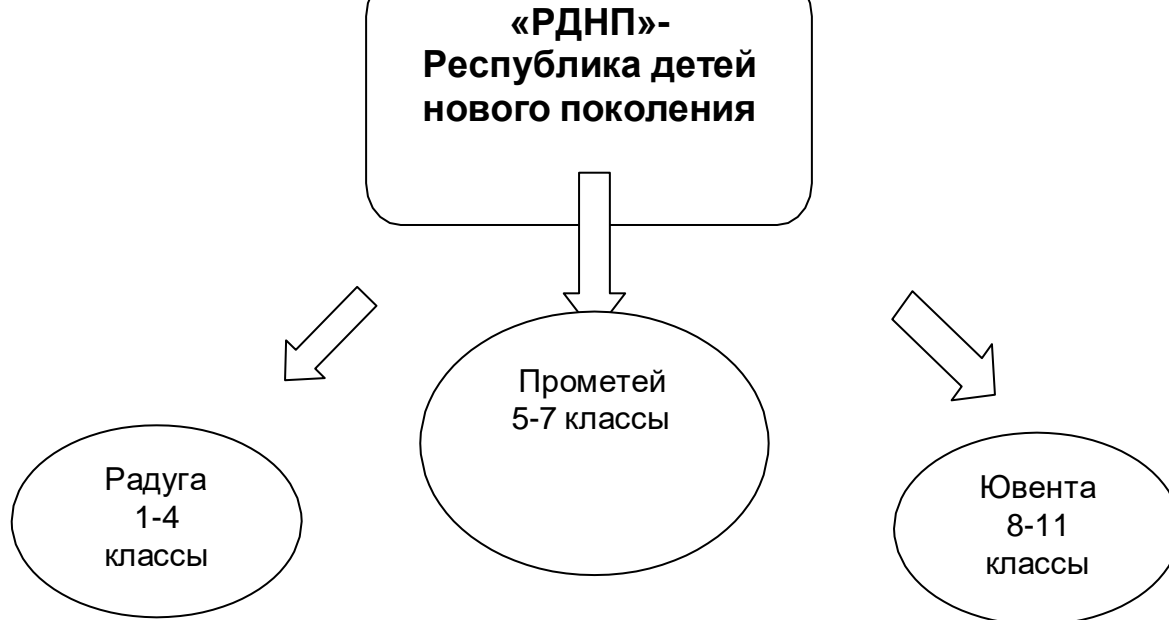 «РДНП»-
Республика детей
нового поколения
Прометей
5-7 классы
Радуга
1-4
классы
Ювента
8-11
классы